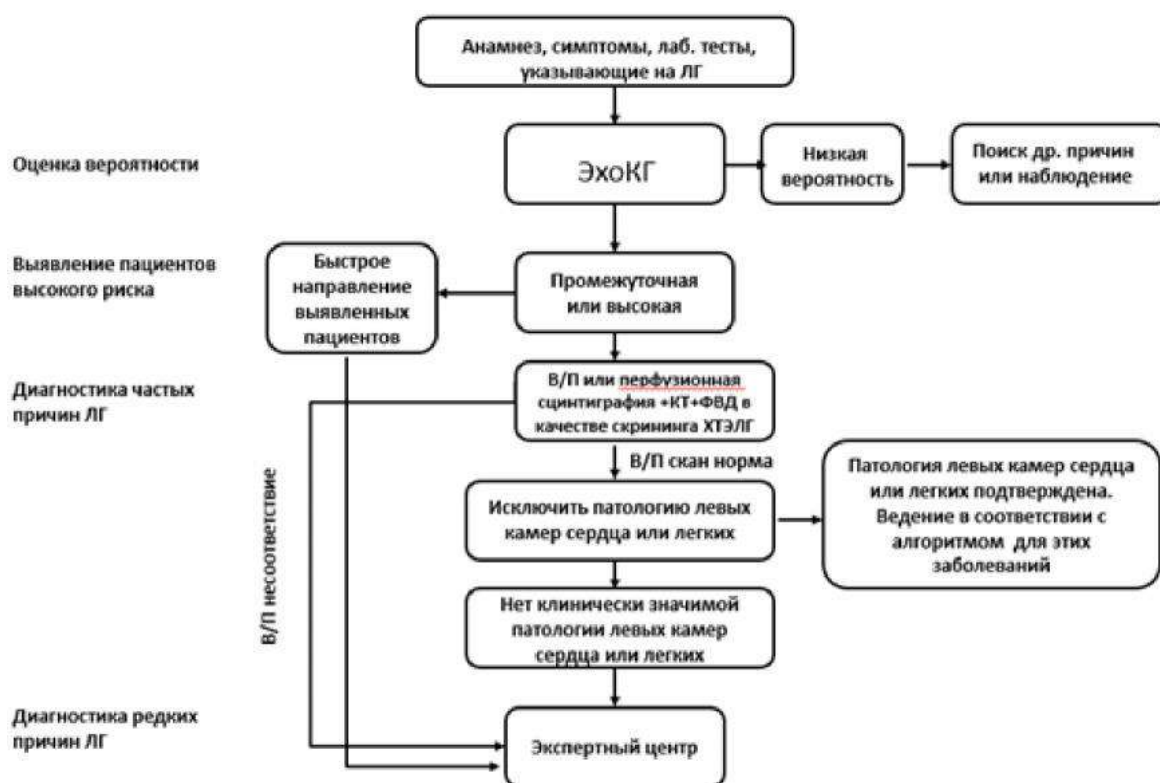 Анамнез, симптомы, лаб. тесты,
указывающие на ЛГ
Оценка вероятности
ЭхоКГ
Низкая
вероятность
Поиск др. причин
или наблюдение
Выявление пациентов
высокого риска
Быстрое
направление
выявленных
пациентов
Промежуточная
или высокая
Диагностика частых
причин ЛГ
В/П или перфузионная
сцинтиграфия +КТ+ФВД в
качестве скрининга ХТЭЛГ
В/П скан норма
В/П несоответствие
Исключить патологию левых
камер сердца или легких
Патология левых камер сердца
или легких подтверждена.
Ведение в соответствии с
алгоритмом для этих
заболеваний
Нет клинически значимой
патологии левых камер
сердца или легких
Диагностика редких
причин ЛГ
Экспертный центр